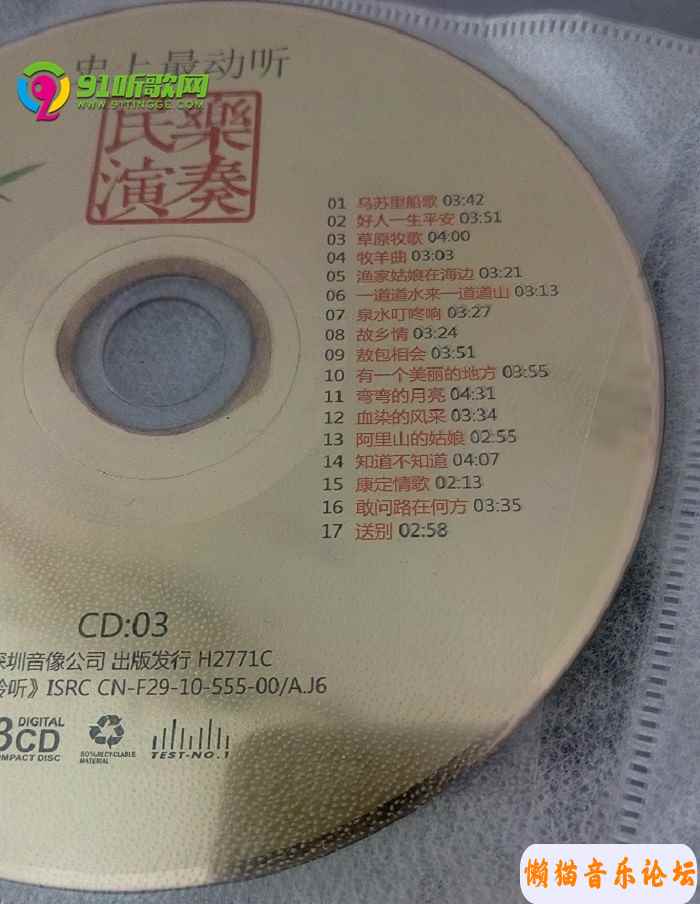 史上最动听
91听歌网
WWW.91TINGGE.COM
民樂
演奏
01 乌苏里船歌 03:42
02 好人一生平安 03:51
03 草原牧歌 04:00
04 牧羊曲 03:03
05 渔家姑娘在海边 03:21
06 一道道水来一道道山 03:13
07 泉水叮咚响 03:27
08 故乡情 03:24
09 敖包相会 03:51
10 有一个美丽的地方 03:55
11 弯弯的月亮 04:31
12 血染的风采 03:34
13 阿里山的姑娘 02:55
14 知道不知道 04:07
15 康定情歌 02:13
16 敢问路在何方 03:35
17 送别 02:58
CD:03
圳音像公司 出版发行 H2771C
听》ISRC CN-F29-10-555-00/A.J6
3CD DIGITAL
COMPACT DISC
80%RECYCLABLE
MATERIAL
TEST-NO.1
懒猫音乐论坛